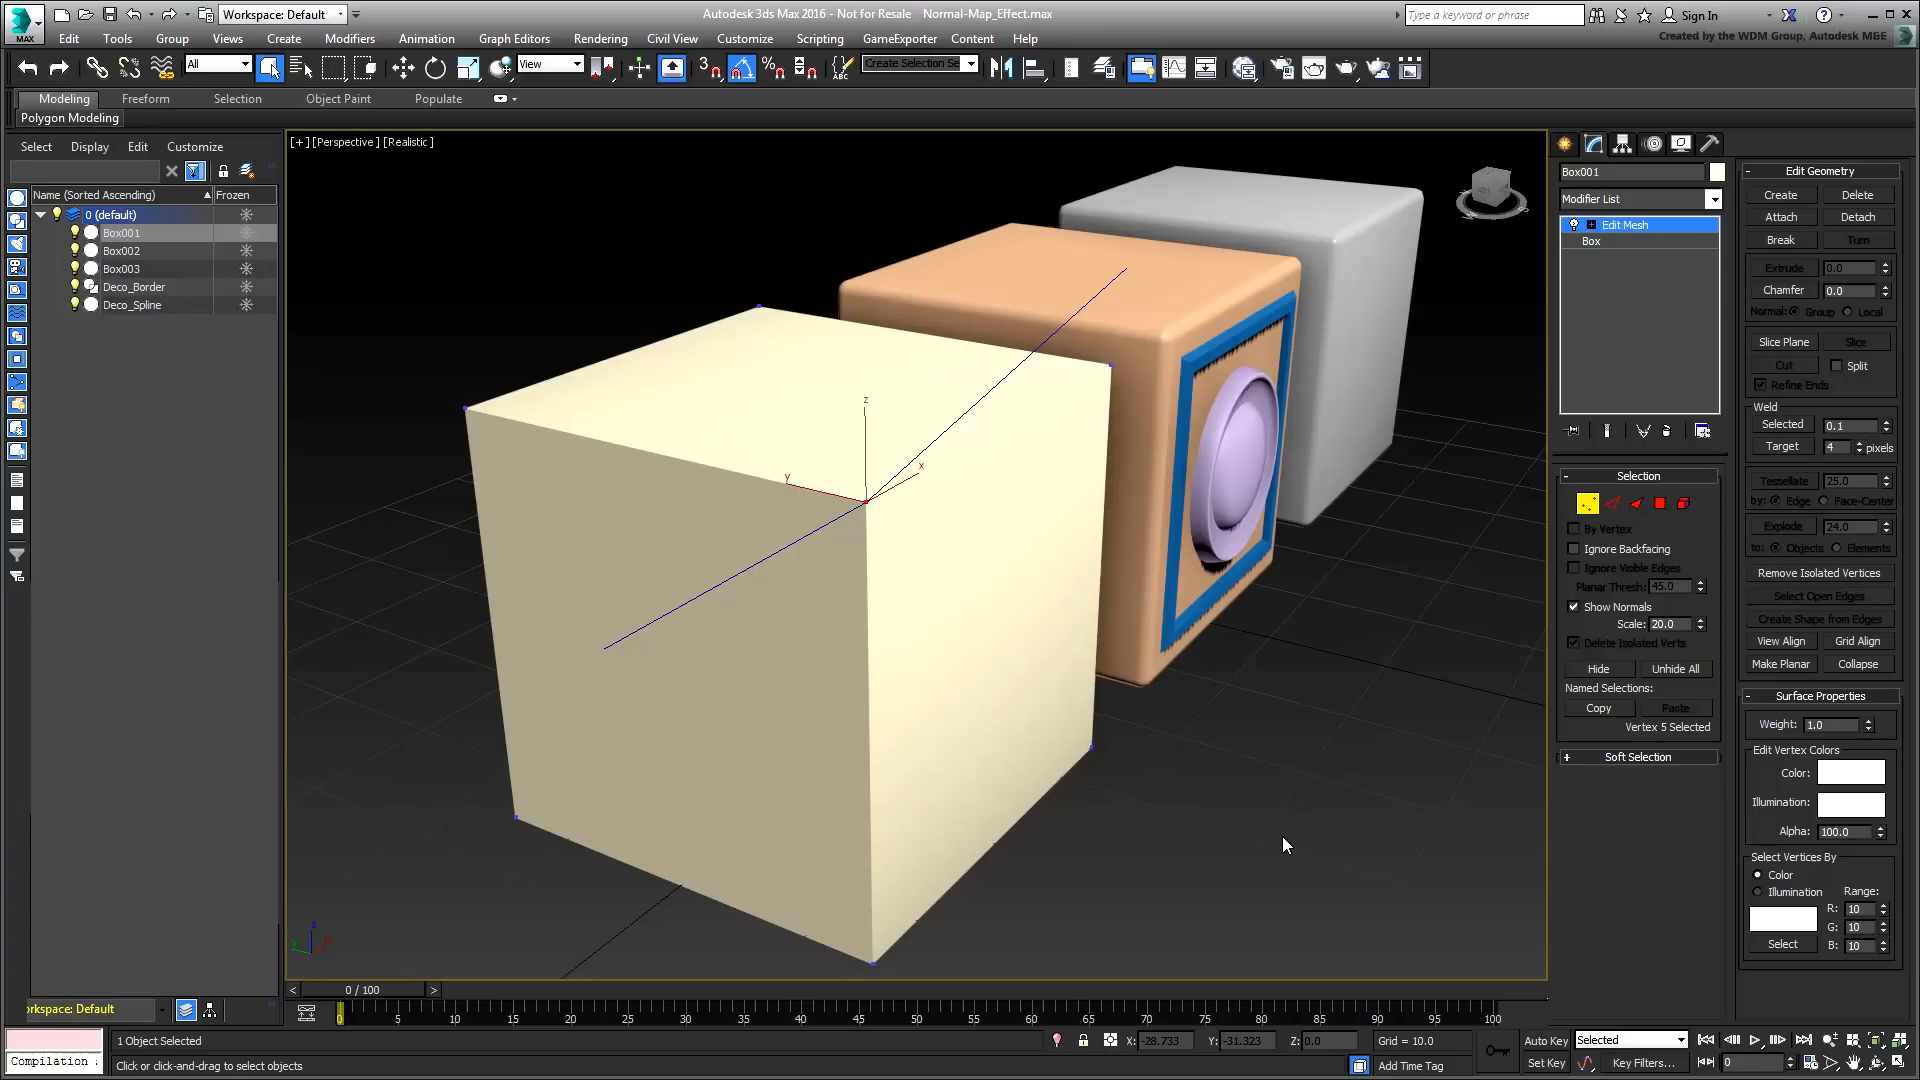 Workspace: Default
Autodesk 3ds Max 2016 - Not for Resale Normal-Map_Effect.max
Type a keyword or phrase
Sign In
MAX
Edit Tools Group Views Create Modifiers Animation Graph Editors Rendering Civil View Customize Scripting GameExporter Content Help
Created by the WDM Group, Autodesk M&E
All
View
Create Selection Se
Modeling Freeform Selection Object Paint Populate
Polygon Modeling
Select Display Edit Customize
Name (Sorted Ascending) Frozen
0 (default)
Box001
Box002
Box003
Deco_Border
Deco_Spline
[+] [Perspective] [Realistic]
z
x
y
Box001
Modifier List
Edit Mesh
Box
Selection
By Vertex
Ignore Backfacing
Ignore Visible Edges
Planar Thresh: 45.0
Show Normals
Scale: 20.0
Delete Isolated Verts
Hide Unhide All
Named Selections:
Copy Paste
Vertex 5 Selected
Soft Selection
Edit Geometry
Create Delete
Attach Detach
Break Turn
Extrude 0.0
Chamfer 0.0
Normal: Group Local
Slice Plane Slice
Cut Split
Refine Ends
Weld
Selected 0.1
Target 4 pixels
Tessellate 25.0
by: Edge Face-Center
Explode 24.0
to: Objects Elements
Remove Isolated Vertices
Select Open Edges
Create Shape from Edges
View Align Grid Align
Make Planar Collapse
Surface Properties
Weight: 1.0
Edit Vertex Colors
Color:
Illumination:
Alpha: 100.0
Select Vertices By
Color
Illumination Range:
R: 10
G: 10
Select B: 10
0 / 100
rkspace: Default
0 5 10 15 20 25 30 35 40 45 50 55 60 65 70 75 80 85 90 95 100
1 Object Selected
X: -28.733 Y: -31.323 Z: 0.0 Grid = 10.0
Auto Key Selected
Compilation :
Click or click-and-drag to select objects
Add Time Tag
Set Key Key Filters... 0